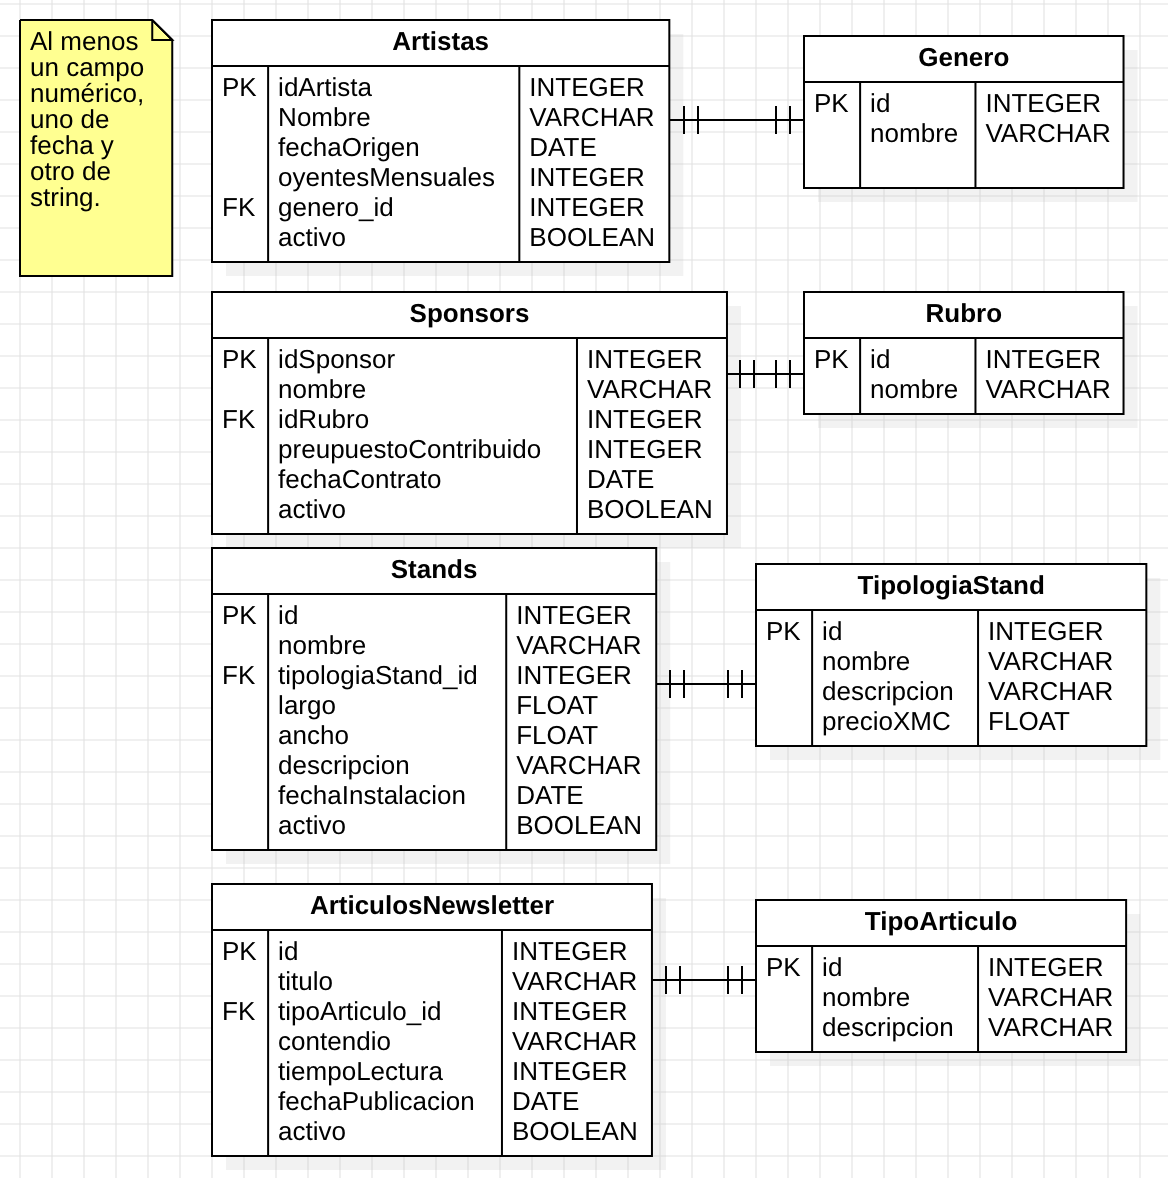 Al menos
un campo
numérico,
uno de
fecha y
otro de
string.
Artistas
PK idArtista INTEGER
Nombre VARCHAR
fechaOrigen DATE
oyentesMensuales INTEGER
FK genero_id INTEGER
activo BOOLEAN
Genero
PK id INTEGER
nombre VARCHAR
Sponsors
PK idSponsor INTEGER
nombre VARCHAR
FK idRubro INTEGER
preupuestoContribuido INTEGER
fechaContrato DATE
activo BOOLEAN
Rubro
PK id INTEGER
nombre VARCHAR
Stands
PK id INTEGER
nombre VARCHAR
FK tipologiaStand_id INTEGER
largo FLOAT
ancho FLOAT
descripcion VARCHAR
fechaInstalacion DATE
activo BOOLEAN
TipologiaStand
PK id INTEGER
nombre VARCHAR
descripcion VARCHAR
precioXMC FLOAT
ArticulosNewsletter
PK id INTEGER
titulo VARCHAR
FK tipoArticulo_id INTEGER
contendio VARCHAR
tiempoLectura INTEGER
fechaPublicacion DATE
activo BOOLEAN
TipoArticulo
PK id INTEGER
nombre VARCHAR
descripcion VARCHAR